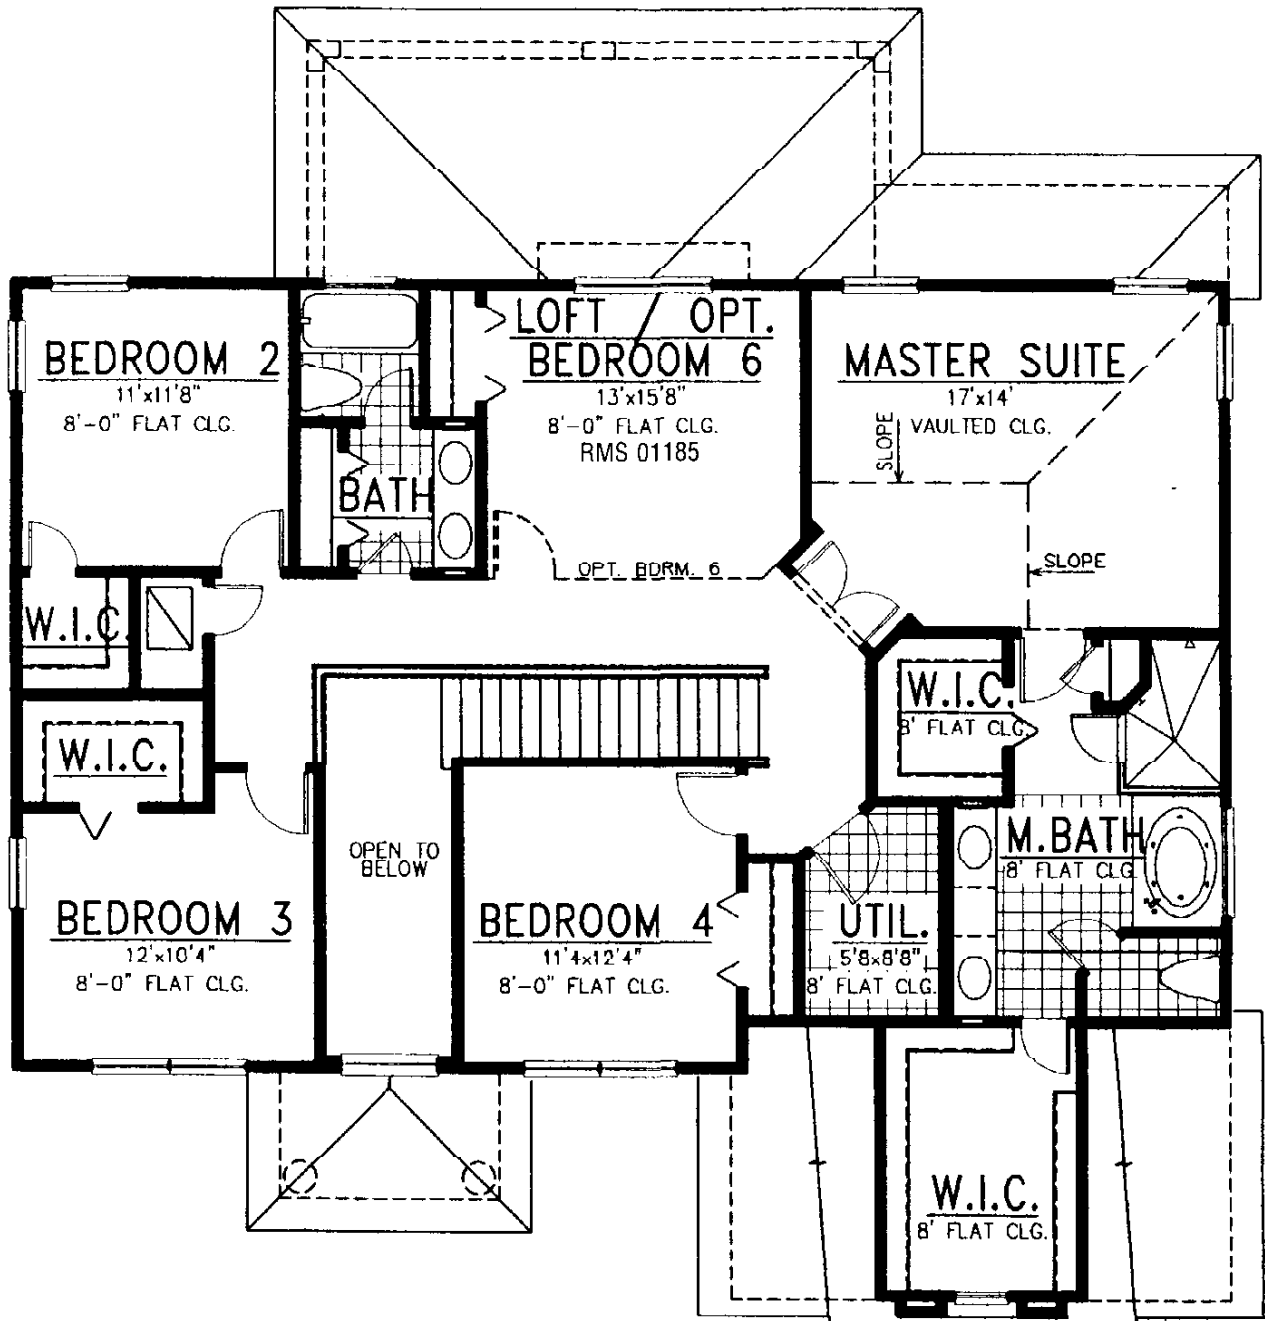 LOFT OPT.
BEDROOM 6
13'x15'8"
8'-0" FLAT CLG.
RMS 01185
BEDROOM 2
11'x11'8"
8'-0" FLAT CLG.
MASTER SUITE
17'x14'
VAULTED CLG.
SLOPE
SLOPE
BATH
OPT. BDRM. 6
W.I.C.
W.I.C.
W.I.C.
8' FLAT CLG.
OPEN TO
BELOW
M.BATH
8' FLAT CLG.
BEDROOM 3
12'x10'4"
8'-0" FLAT CLG.
BEDROOM 4
11'4x12'4"
8'-0" FLAT CLG.
UTIL.
5'8x8'8"
8' FLAT CLG.
W.I.C.
8' FLAT CLG.